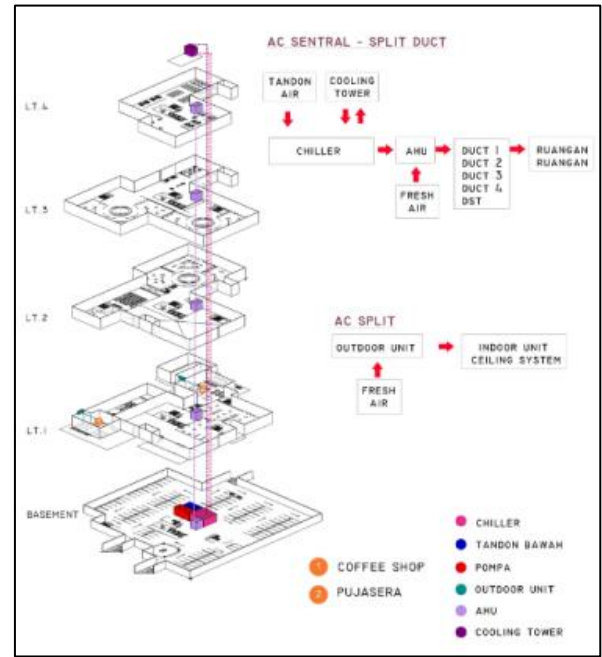 AC SENTRAL - SPLIT DUCT
TANDON
AIR
COOLING
TOWER
CHILLER
AHU
DUCT 1
DUCT 2
DUCT 3
DUCT 4
DST
RUANGAN
RUANGAN
FRESH
AIR
LT.4
LT.3
LT.2
AC SPLIT
OUTDOOR UNIT
INDOOR UNIT
CEILING SYSTEM
FRESH
AIR
LT.1
BASEMENT
1 COFFEE SHOP
2 PUJASERA
CHILLER
TANDON BAWAH
POMPA
OUTDOOR UNIT
AHU
COOLING TOWER